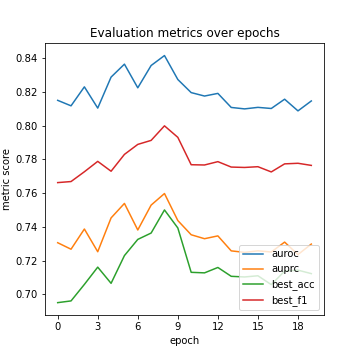 Evaluation metrics over epochs
metric score
0.84
0.82
0.80
0.78
0.76
0.74
0.72
0.70
auroc
auprc
best_acc
best_f1
0 3 6 9 12 15 18
epoch